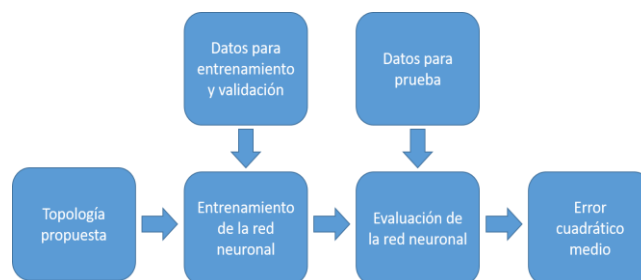 Datos para
entrenamiento
y validación
Datos para
prueba
Topología
propuesta
Entrenamiento
de la red
neuronal
Evaluación de
la red neuronal
Error
cuadrático
medio